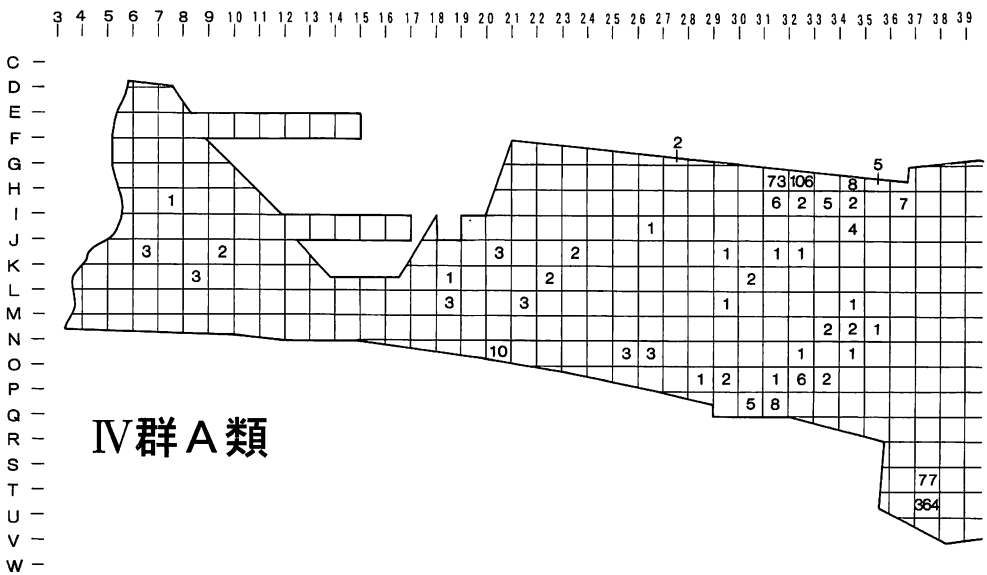 3 4 5 6 7 8 9 10 11 12 13 14 15 16 17 18 19 20 21 22 23 24 25 26 27 28 29 30 31 32 33 34 35 36 37 38 39
C
D
E
F
2
G
5
H
73 106 8
1 6 2 5 2 7
I
1 4
J
3 2 3 2 1 1 1
K
3 1 2 2
L
3 3 1 1
M
2 2 1
N
10 3 3 1 1
O
1 2 1 6 2
P
5 8
Q
R
Ⅳ群A類
S
T
77
364
U
V
W